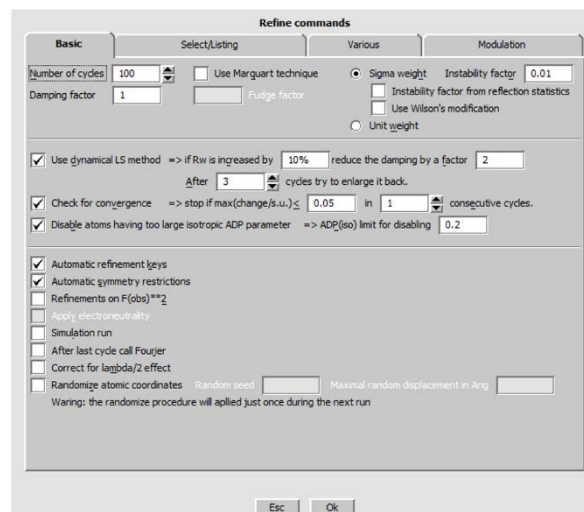 Refine commands
Basic Select/Listing Various Modulation
Number of cycles 100 Use Marquart technique Sigma weight Instability factor 0.01
Damping factor 1 Fudge factor Instability factor from reflection statistics
Use Wilson's modification
Unit weight
Use dynamical LS method => if Rw is increased by 10% reduce the damping by a factor 2
After 3 cycles try to enlarge it back.
Check for convergence => stop if max(change/s.u.)< 0.05 in 1 consecutive cycles.
Disable atoms having too large isotropic ADP parameter => ADP(iso) limit for disabling 0.2
Automatic refinement keys
Automatic symmetry restrictions
Refinements on F(obs)**2
Apply electroneutrality
Simulation run
After last cycle call Fourier
Correct for lambda/2 effect
Randomize atomic coordinates Random seed Maximal random displacement in Ang
Waring: the randomize procedure will apllied just once during the next run
Esc Ok